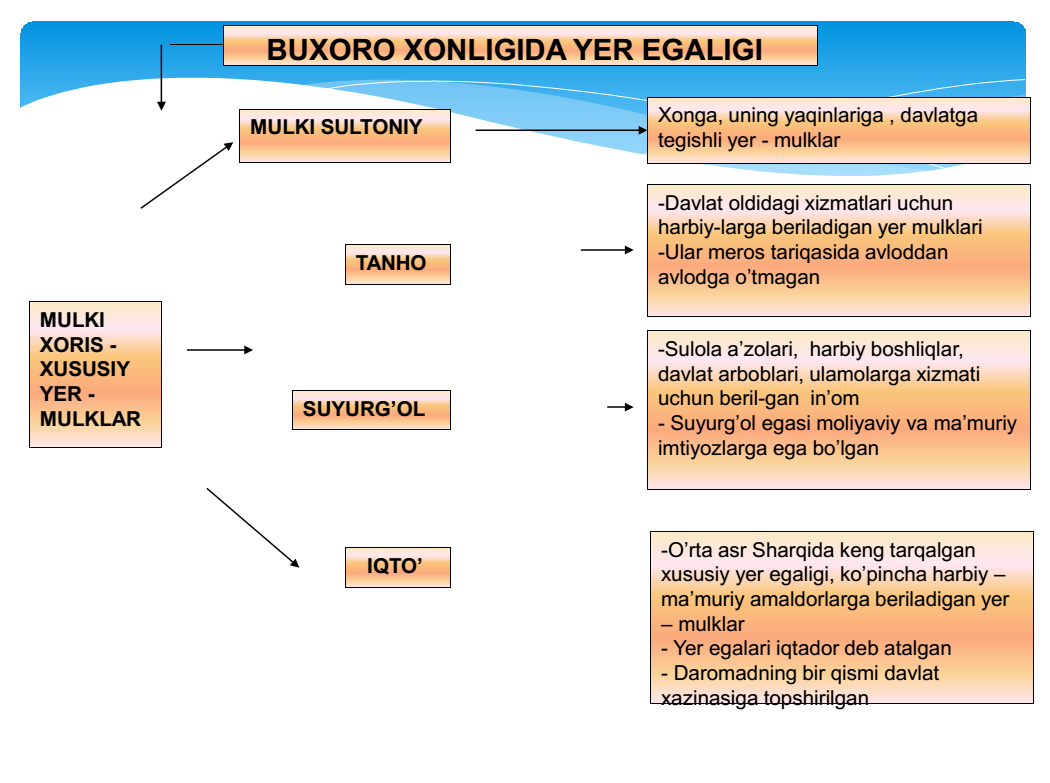 BUXORO XONLIGIDA YER EGALIGI
MULKI SULTONIY
Xonga, uning yaqinlariga , davlatga
tegishli yer - mulklar
TANHO
-Davlat oldidagi xizmatlari uchun
harbiy-larga beriladigan yer mulklari
-Ular meros tariqasida avloddan
avlodga o’tmagan
MULKI
XORIS -
XUSUSIY
YER -
MULKLAR
SUYURG’OL
-Sulola a’zolari,  harbiy boshliqlar,
davlat arboblari, ulamolarga xizmati
uchun beril-gan  in’om
- Suyurg’ol egasi moliyaviy va ma’muriy
imtiyozlarga ega bo’lgan
IQTO’
-O’rta asr Sharqida keng tarqalgan
xususiy yer egaligi, ko’pincha harbiy –
ma’muriy amaldorlarga beriladigan yer
– mulklar
- Yer egalari iqtador deb atalgan
- Daromadning bir qismi davlat
xazinasiga topshirilgan